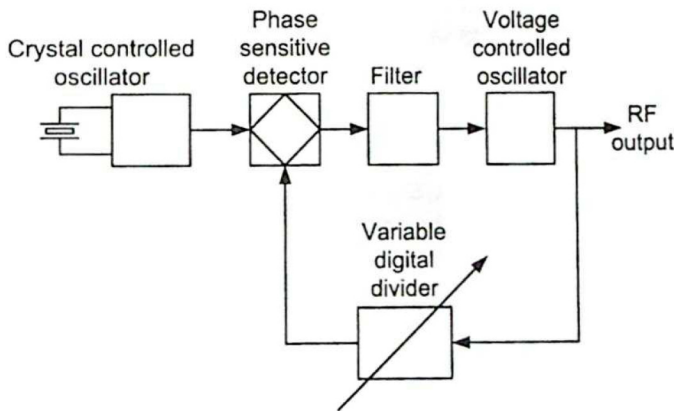 Crystal controlled
oscillator
Phase
sensitive
detector
Filter
Voltage
controlled
oscillator
RF
output
Variable
digital
divider